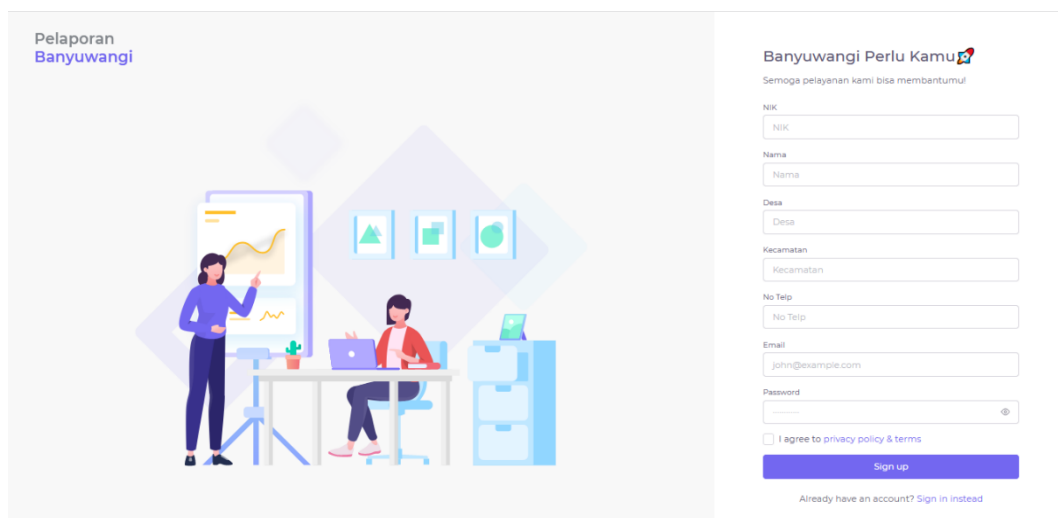 Pelaporan
Banyuwangi
Banyuwangi Perlu Kamu🚀
Semoga pelayanan kami bisa membantumu!
NIK
NIK
Nama
Nama
Desa
Desa
Kecamatan
Kecamatan
No Telp
No Telp
Email
john@example.com
Password
I agree to privacy policy & terms
Sign up
Already have an account? Sign in instead